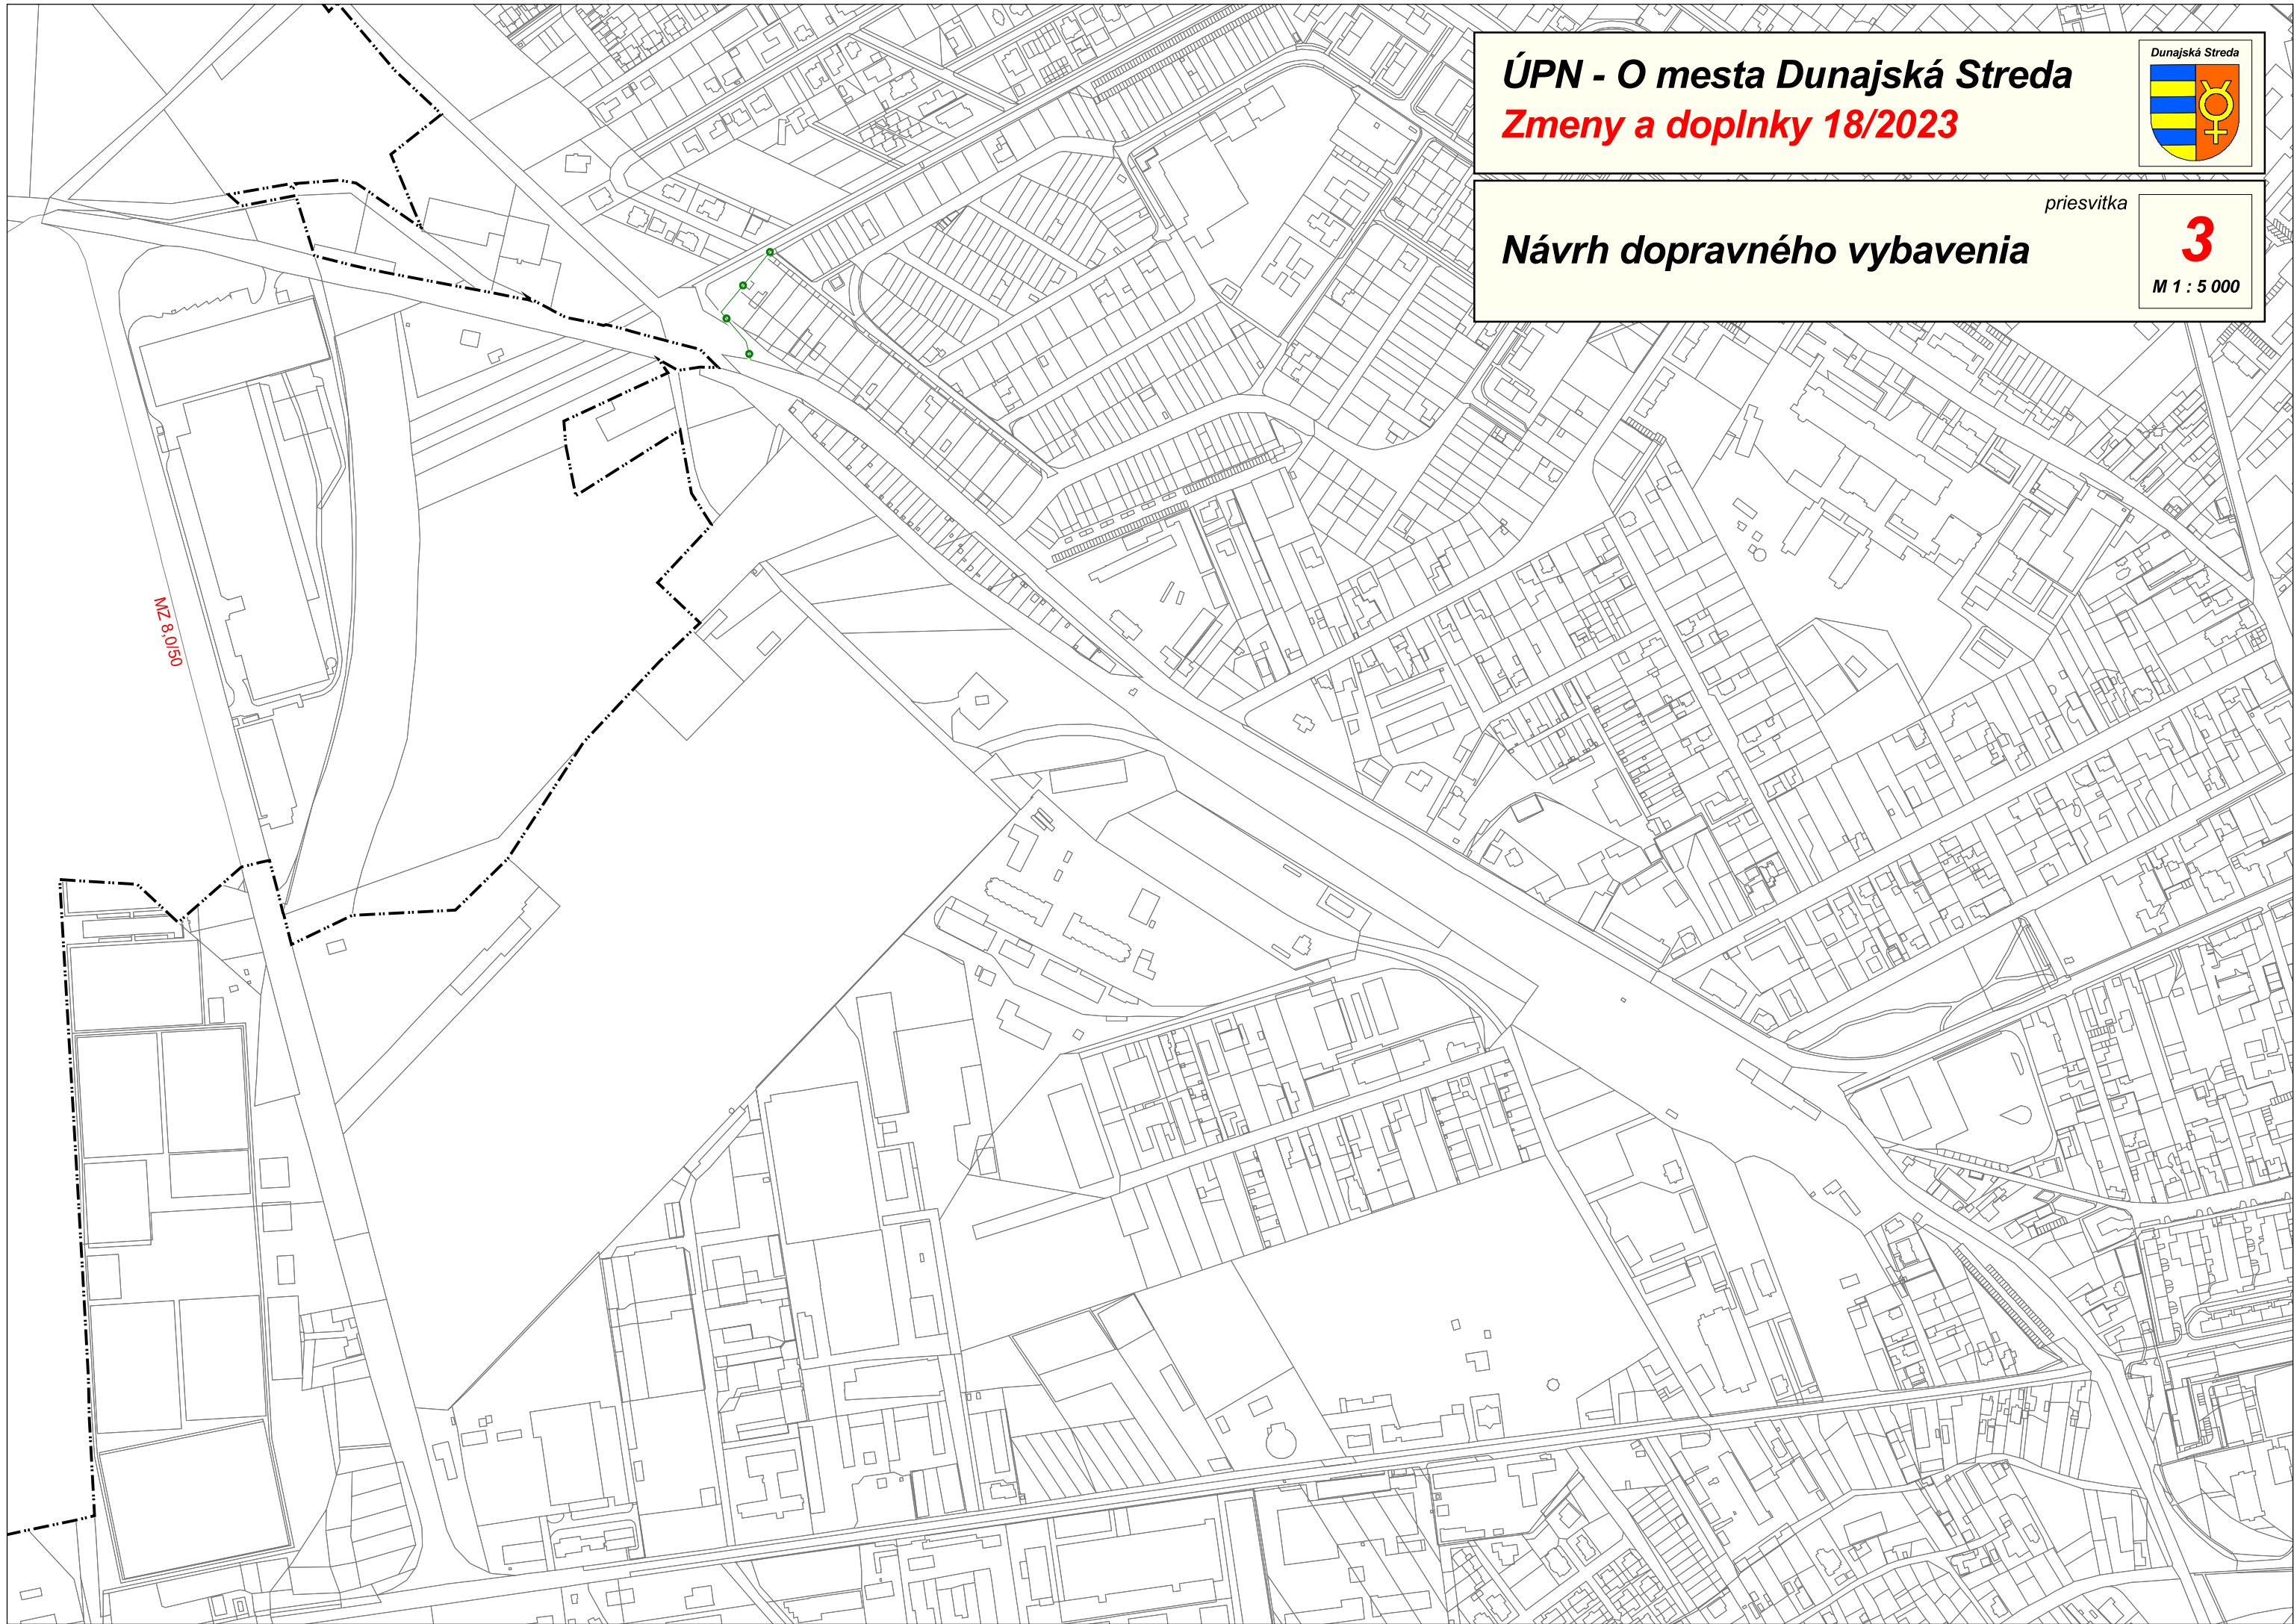 ÚPN - O mesta Dunajská Streda
Zmeny a doplnky 18/2023
Dunajská Streda
priesvitka
Návrh dopravného vybavenia
3
M 1 : 5 000
MZ 8,0/50